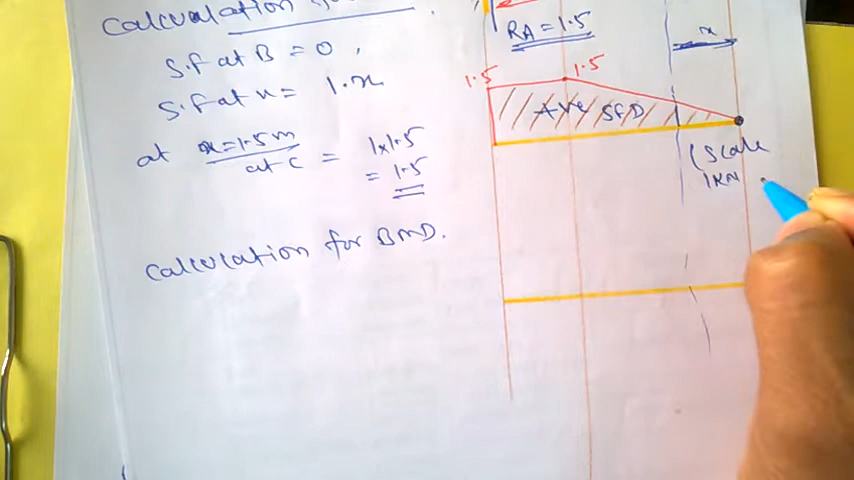 Calculation
S.F at B = 0 ,
S.F at x = 1.x
at x=1.5m
at C = 1x1.5
= 1.5
Calculation for BMD.
RA = 1.5
x
1.5
1.5
+ve SFD
(Scale
1KN